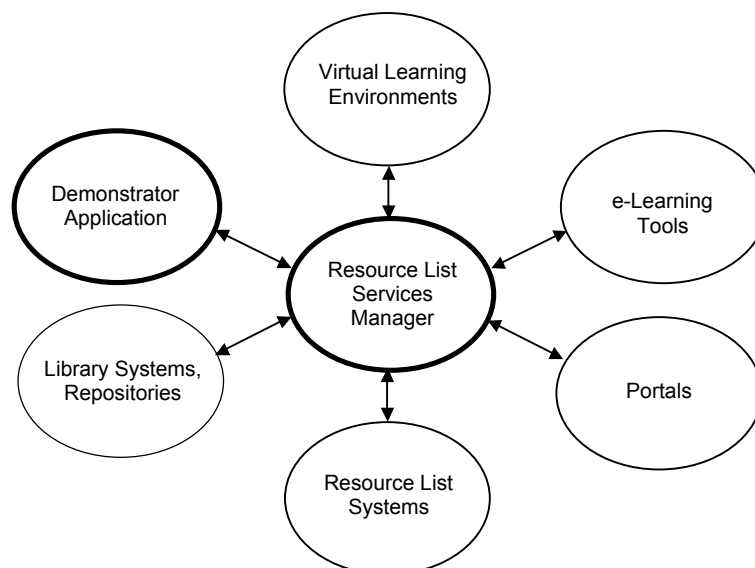 Virtual Learning
Environments
Demonstrator
Application
e-Learning
Tools
Resource List
Services
Manager
Library Systems,
Repositories
Portals
Resource List
Systems